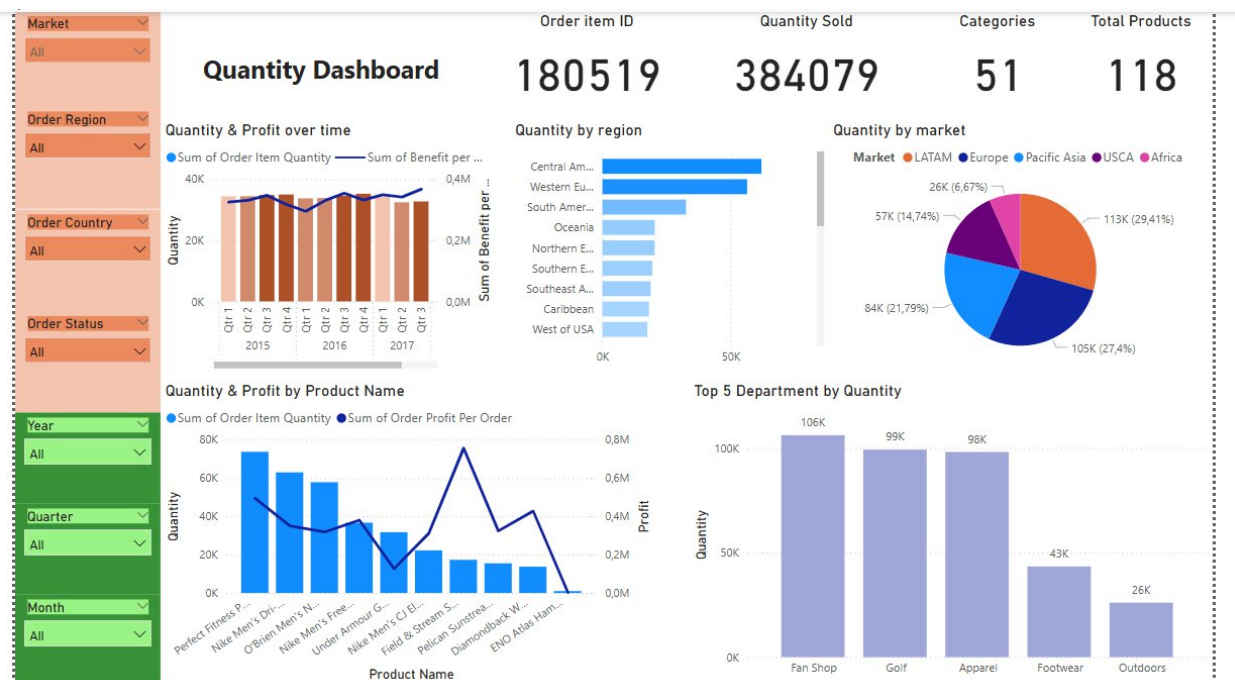 Market
All
Order Region
All
Order Country
All
Order Status
All
Year
All
Quarter
All
Month
All
Quantity Dashboard
Order item ID
180519
Quantity Sold
384079
Categories
51
Total Products
118
Quantity & Profit over time
Sum of Order Item Quantity Sum of Benefit per ...
40K
20K
0K
Quantity
0,4M
0,2M
0,0M
Sum of Benefit per ...
Qtr 1 Qtr 2 Qtr 3 Qtr 4 Qtr 1 Qtr 2 Qtr 3 Qtr 4 Qtr 1 Qtr 2 Qtr 3
2015 2016 2017
Quantity by region
Central Am...
Western Eu...
South Amer...
Oceania
Northern E...
Southern E...
Southeast A...
Caribbean
West of USA
0K 50K
Quantity by market
Market LATAM Europe Pacific Asia USCA Africa
26K (6,67%)
113K (29,41%)
57K (14,74%)
84K (21,79%)
105K (27,4%)
Quantity & Profit by Product Name
Sum of Order Item Quantity Sum of Order Profit Per Order
80K
60K
40K
20K
0K
Quantity
0,8M
0,6M
0,4M
0,2M
0,0M
Profit
Perfect Fitness P...
Nike Men's Dri-...
O'Brien Men's N...
Nike Men's Free...
Under Armour G...
Nike Men's CJ El...
Field & Stream S...
Pelican Sunstrea...
Diamondback W...
ENO Atlas Ham...
Product Name
Top 5 Department by Quantity
100K
50K
0K
Quantity
106K
99K
98K
43K
26K
Fan Shop Golf Apparel Footwear Outdoors